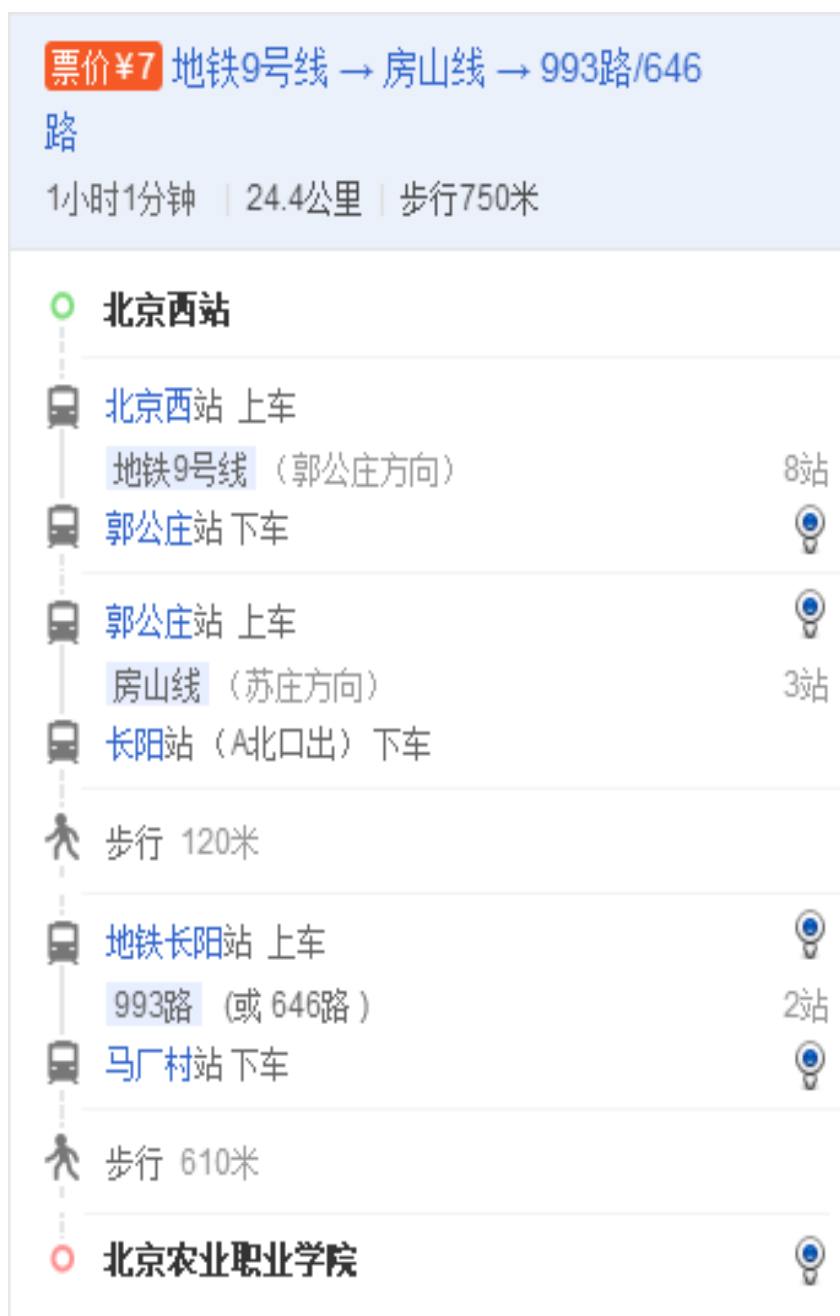 票价¥7 地铁9号线 → 房山线 → 993路/646
路
1小时1分钟 | 24.4公里 | 步行750米
北京西站
北京西站 上车
地铁9号线 （郭公庄方向） 8站
郭公庄站 下车
郭公庄站 上车
房山线 （苏庄方向） 3站
长阳站（A北口出）下车
步行 120米
地铁长阳站 上车
993路 (或 646路 ) 2站
马厂村站 下车
步行 610米
北京农业职业学院